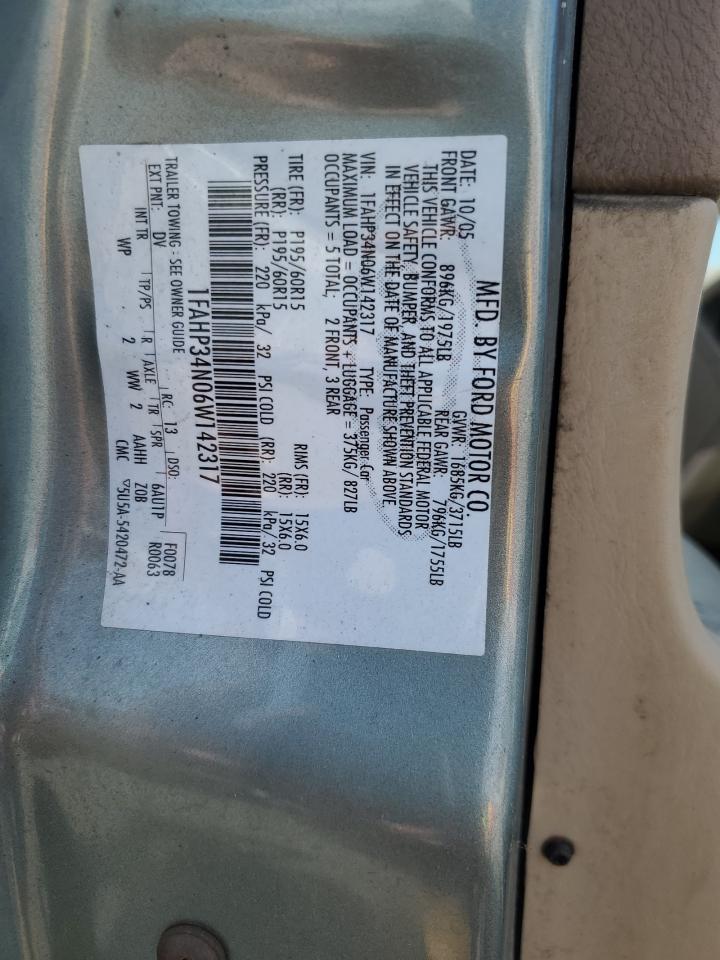 MFD. BY FORD MOTOR CO.
DATE: 10/05 GVWR: 1685KG/3715LB
FRONT GAWR: 896KG/1975LB REAR GAWR: 796KG/1755LB
THIS VEHICLE CONFORMS TO ALL APPLICABLE FEDERAL MOTOR
VEHICLE SAFETY, BUMPER, AND THEFT PREVENTION STANDARDS
IN EFFECT ON THE DATE OF MANUFACTURE SHOWN ABOVE.
VIN: 1FAHP34N06W142317 TYPE: Passenger Car
MAXIMUM LOAD = OCCUPANTS + LUGGAGE = 375KG/ 827LB
OCCUPANTS = 5 TOTAL; 2 FRONT, 3 REAR
TIRE (FR): P195/60R15 RIMS (FR): 15X6.0
(RR): P195/60R15 (RR): 15X6.0
PRESSURE (FR): 220 kPa/ 32 PSI COLD (RR): 220 kPa/ 32 PSI COLD
1FAHP34N06W142317
TRAILER TOWING : SEE OWNER GUIDE F0078
EXT PNT: DV RC: 13 DSO: 6AU1P R0063
INT TR TP/PS R AXLE TR SPR
WP 2 WW 2 AAHH Z0B
CMC ▽5U5A-5420472-AA